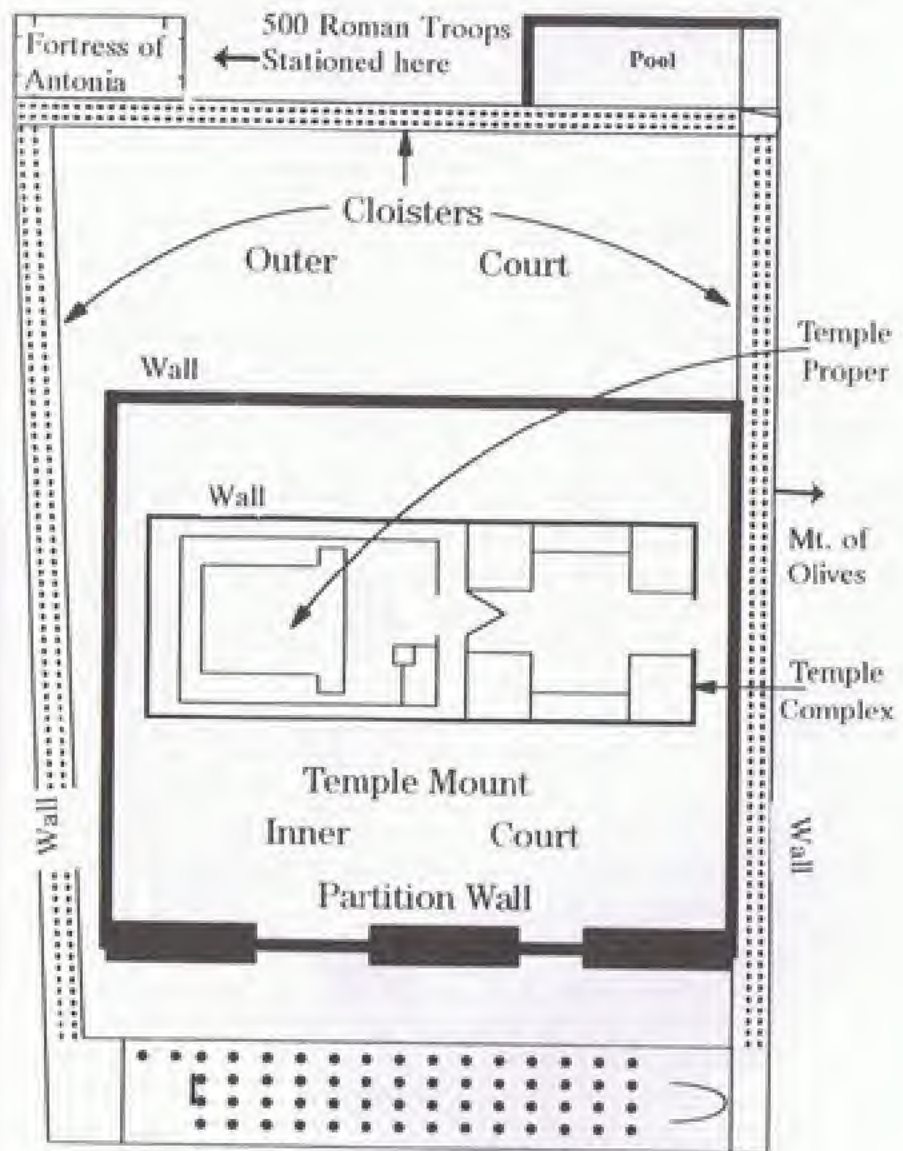 Fortress of
Antonia
500 Roman Troops
Stationed here
Pool
Cloisters
Outer Court
Temple
Proper
Wall
Wall
Mt. of
Olives
Temple
Complex
Temple Mount
Inner Court
Wall
Wall
Partition Wall